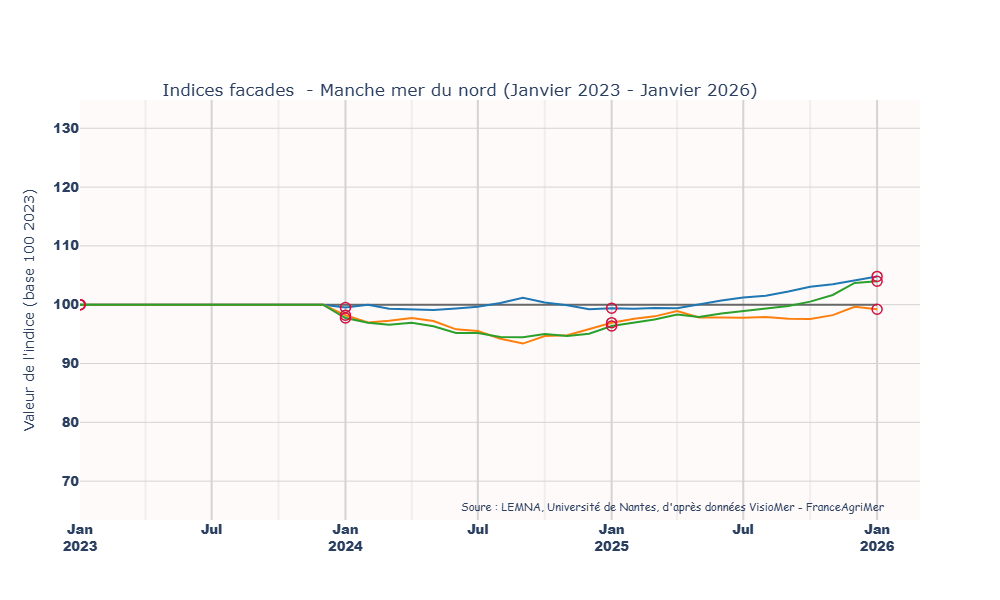 Indices facades - Manche mer du nord (Janvier 2023 - Janvier 2026)
Valeur de l'indice (base 100 2023)
130
120
110
100
90
80
70
Soure : LEMNA, Université de Nantes, d'après données VisioMer - FranceAgriMer
Jan Jul Jan Jul Jan Jul Jan
2023 2024 2025 2026